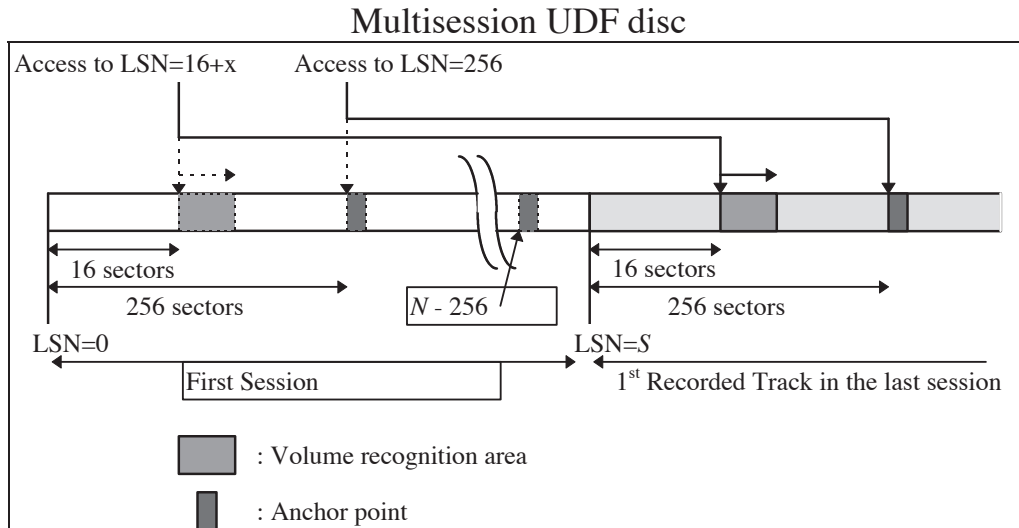 Multisession UDF disc
Access to LSN=16+x
Access to LSN=256
16 sectors
16 sectors
256 sectors
N - 256
256 sectors
LSN=0
LSN=S
First Session
1st Recorded Track in the last session
: Volume recognition area
: Anchor point